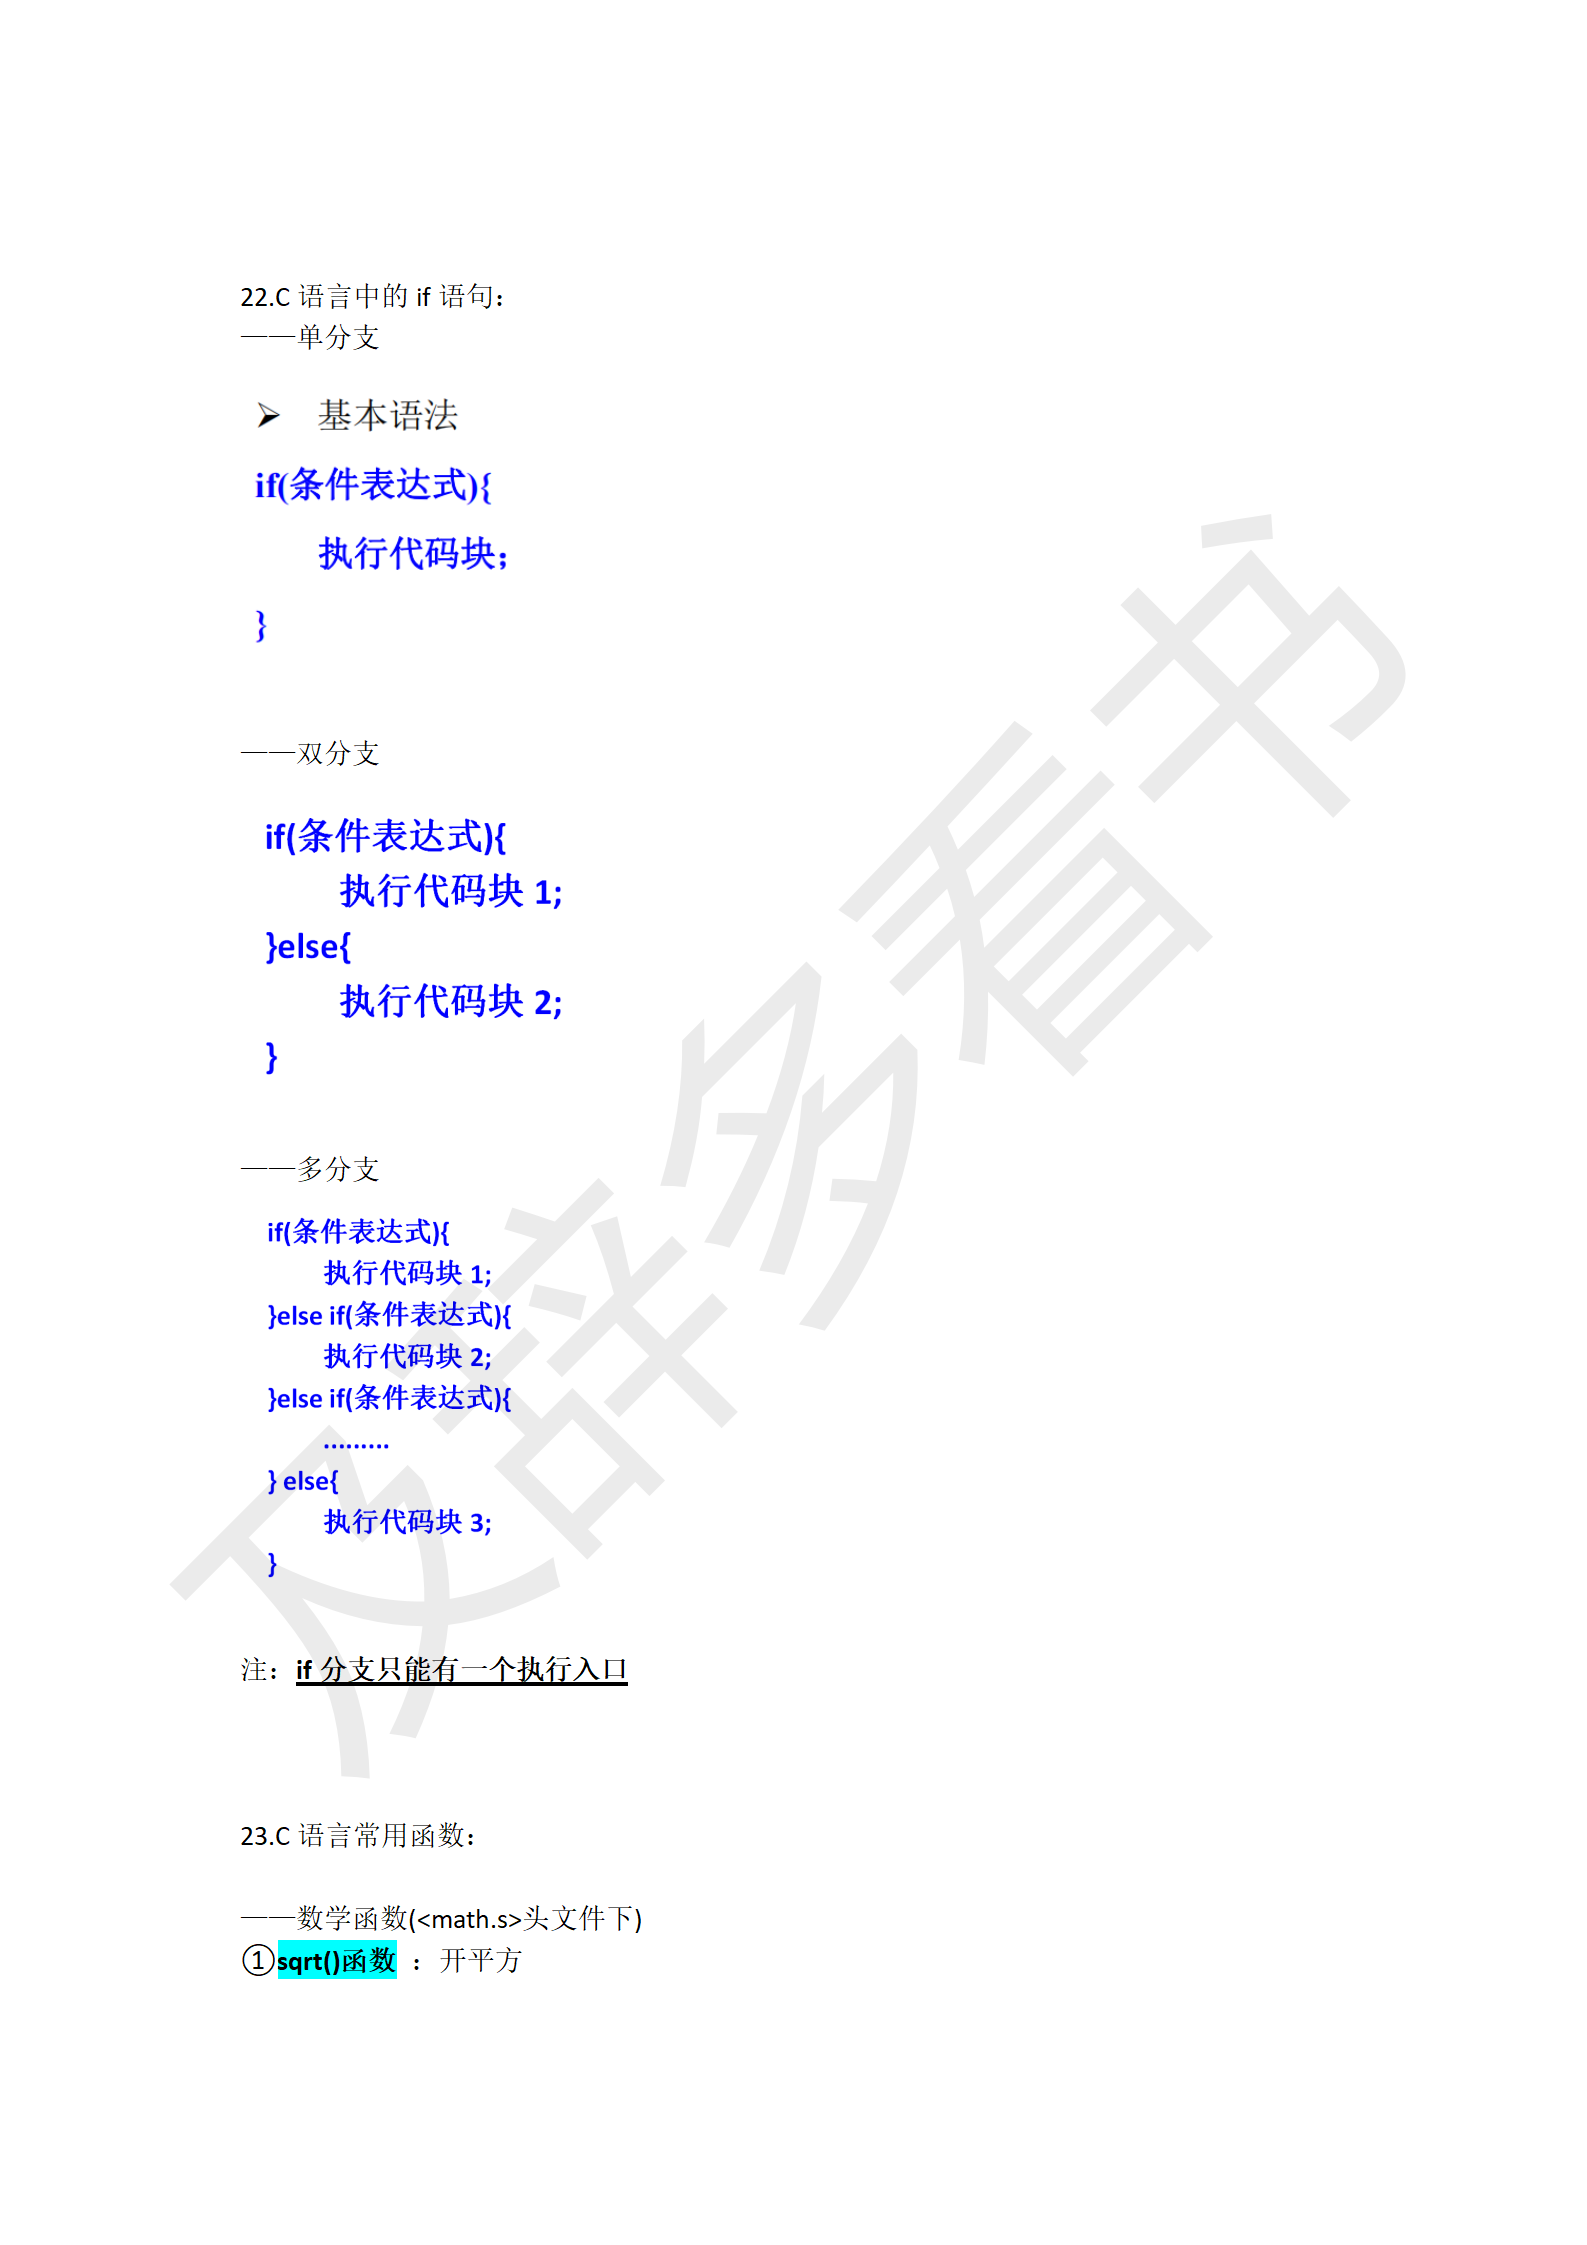 22.C 语言中的 if 语句：
——单分支
➢ 基本语法
if(条件表达式){
执行代码块；
}
——双分支
if(条件表达式){
执行代码块 1;
}else{
执行代码块 2;
}
——多分支
if(条件表达式){
执行代码块 1;
}else if(条件表达式){
执行代码块 2;
}else if(条件表达式){
………
} else{
执行代码块 3;
}
注：if 分支只能有一个执行入口
23.C 语言常用函数：
——数学函数(<math.s>头文件下)
①sqrt()函数 ：开平方
及辞多看书